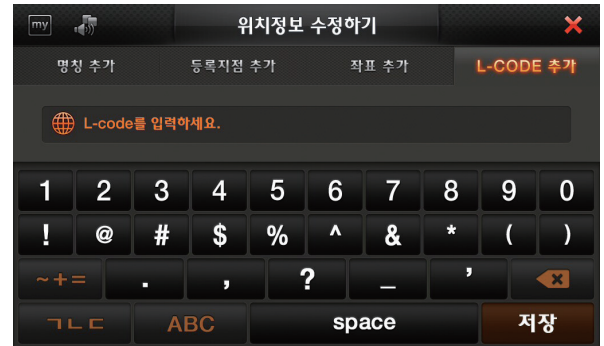 my 위치정보 수정하기
명칭 추가 등록지점 추가 좌표 추가 L-CODE 추가
L-code를 입력하세요.
1 2 3 4 5 6 7 8 9 0
! @ # $ % ^ & * ( )
~+= . , ? _ ’
ㄱㄴㄷ ABC space 저장